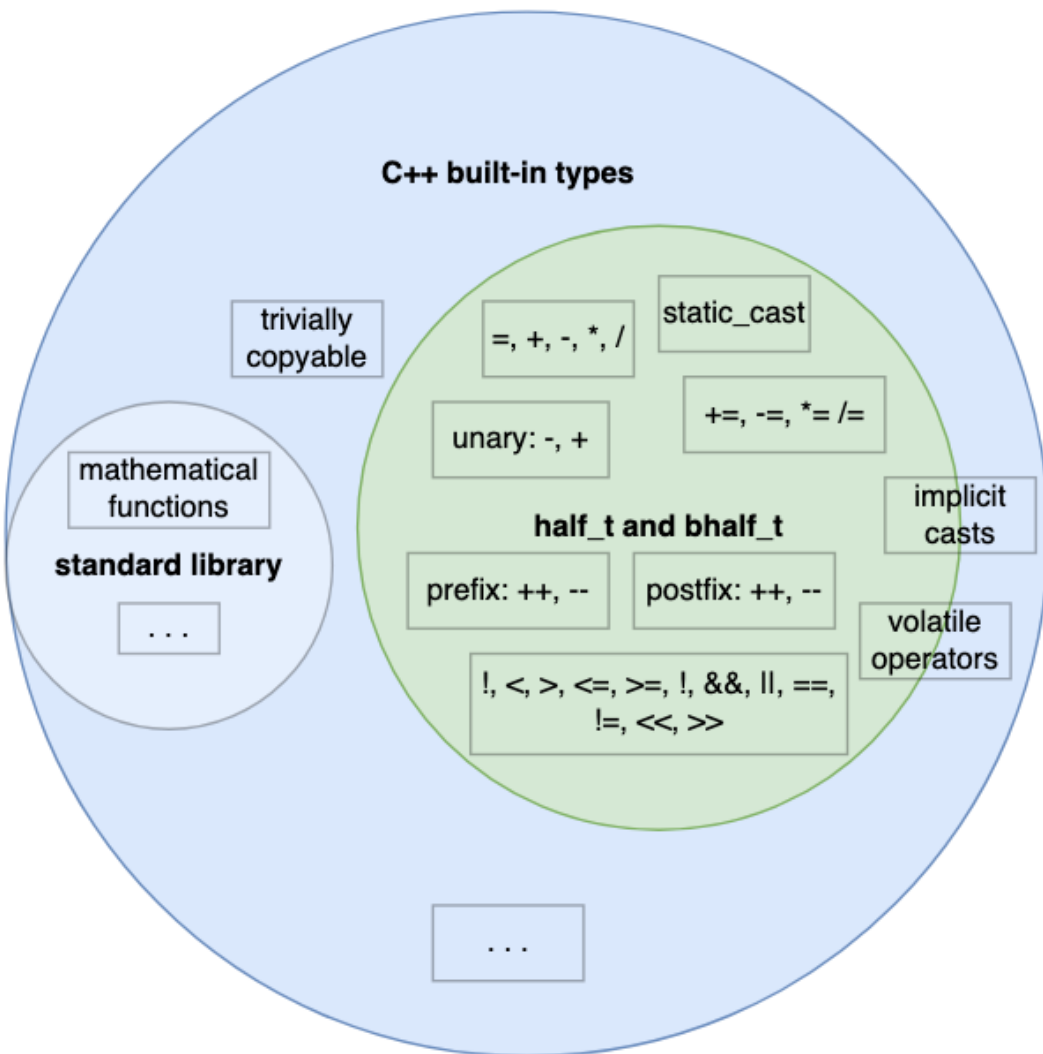 C++ built-in types
trivially
copyable
=, +, -, *, /
static_cast
unary: -, +
+=, -=, *= /=
mathematical
functions
standard library
. . .
half_t and bhalf_t
implicit
casts
prefix: ++, --
postfix: ++, --
volatile
operators
!, <, >, <=, >=, !, &&, ||, ==,
!=, <<, >>
. . .